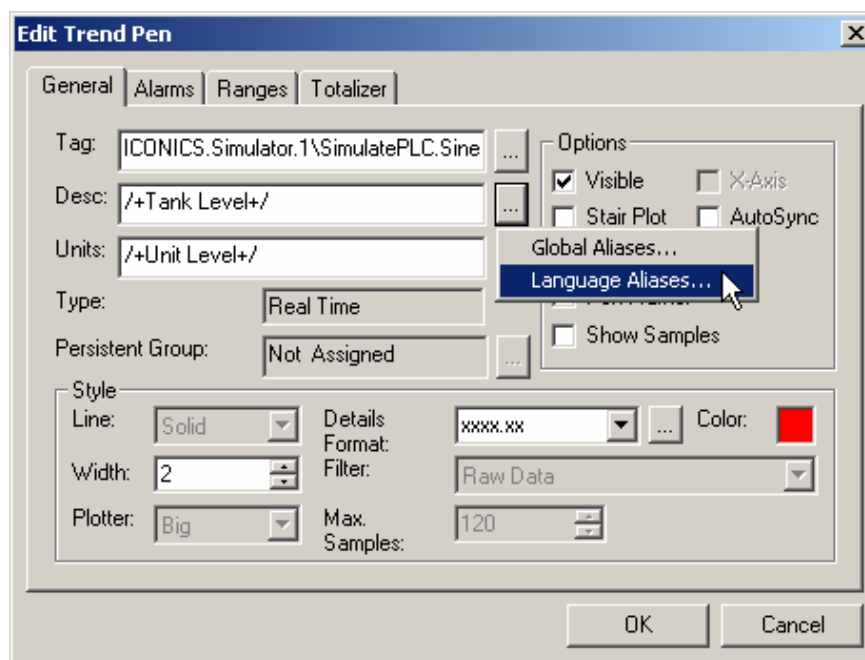 Edit Trend Pen
General Alarms Ranges Totalizer
Tag: ICONICS.Simulator.1\SimulatePLC.Sine ...
Options
Visible X-Axis
Desc: /+Tank Level+/ ...
Stair Plot AutoSync
Units: /+Unit Level+/
Global Aliases...
Language Aliases...
Type: Real Time
Show Samples
Persistent Group: Not Assigned ...
Style
Line: Solid
Details Format: xxxx.xx ...
Color:
Width: 2
Filter: Raw Data
Plotter: Big
Max. Samples: 120
OK Cancel